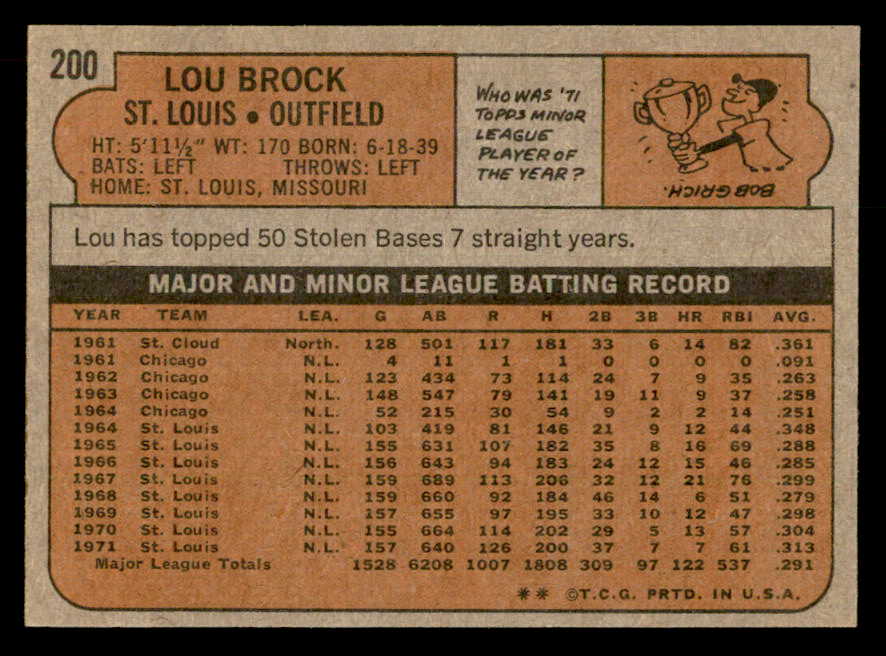 200
LOU BROCK
ST. LOUIS • OUTFIELD
HT: 5'11½" WT: 170 BORN: 6-18-39
BATS: LEFT THROWS: LEFT
HOME: ST. LOUIS, MISSOURI
WHO WAS '71
TOPPS MINOR
LEAGUE
PLAYER OF
THE YEAR?
BOB GRICH.
Lou has topped 50 Stolen Bases 7 straight years.
MAJOR AND MINOR LEAGUE BATTING RECORD
YEAR TEAM LEA. G AB R H 2B 3B HR RBI AVG.
1961 St. Cloud North. 128 501 117 181 33 6 14 82 .361
1961 Chicago N.L. 4 11 1 1 0 0 0 0 .091
1962 Chicago N.L. 123 434 73 114 24 7 9 35 .263
1963 Chicago N.L. 148 547 79 141 19 11 9 37 .258
1964 Chicago N.L. 52 215 30 54 9 2 2 14 .251
1964 St. Louis N.L. 103 419 81 146 21 9 12 44 .348
1965 St. Louis N.L. 155 631 107 182 35 8 16 69 .288
1966 St. Louis N.L. 156 643 94 183 24 12 15 46 .285
1967 St. Louis N.L. 159 689 113 206 32 12 21 76 .299
1968 St. Louis N.L. 159 660 92 184 46 14 6 51 .279
1969 St. Louis N.L. 157 655 97 195 33 10 12 47 .298
1970 St. Louis N.L. 155 664 114 202 29 5 13 57 .304
1971 St. Louis N.L. 157 640 126 200 37 7 7 61 .313
Major League Totals 1528 6208 1007 1808 309 97 122 537 .291
** ©T.C.G. PRTD. IN U.S.A.